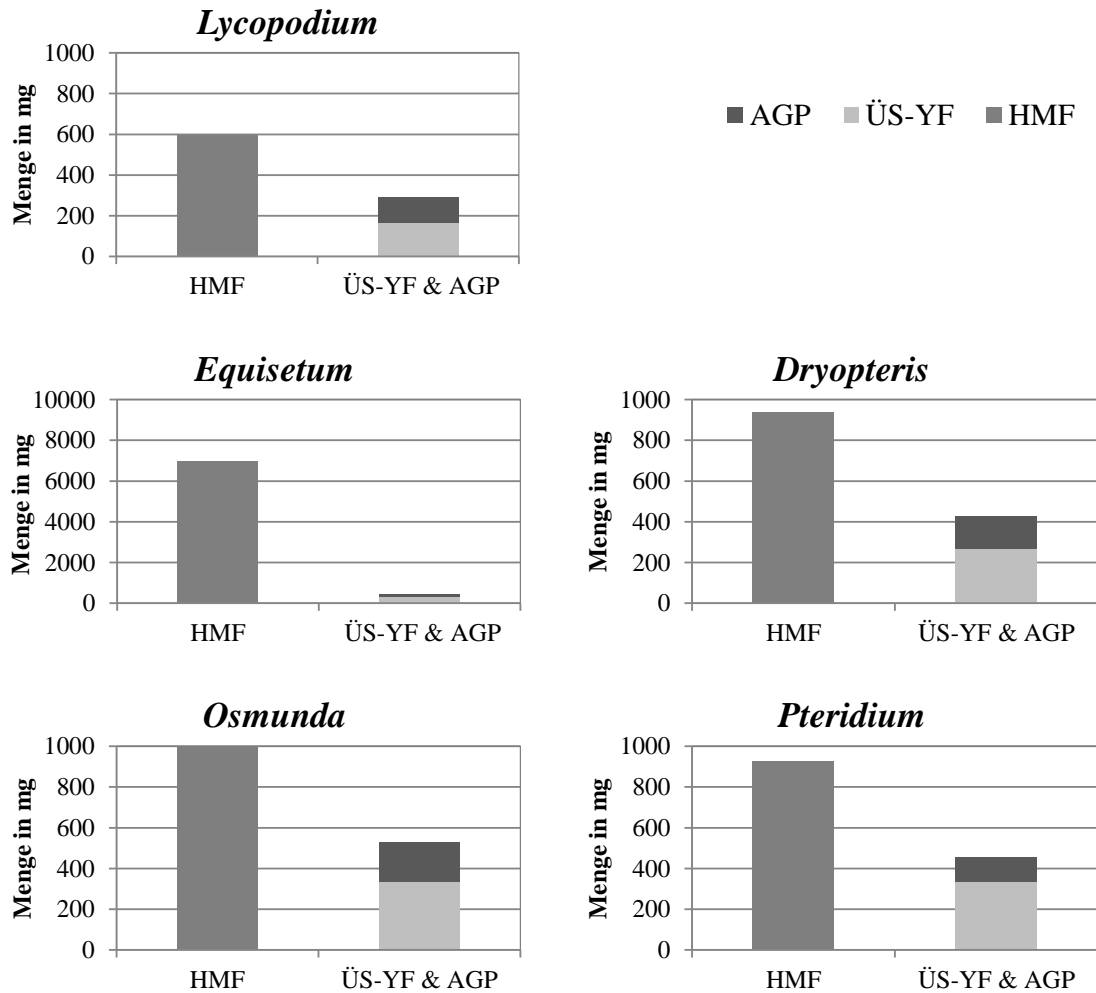 Lycopodium
Menge in mg
1000
800
600
400
200
0
HMF ÜS-YF & AGP
AGP ÜS-YF HMF
Equisetum
Menge in mg
10000
8000
6000
4000
2000
0
HMF ÜS-YF & AGP
Dryopteris
Menge in mg
1000
800
600
400
200
0
HMF ÜS-YF & AGP
Osmunda
Menge in mg
1000
800
600
400
200
0
HMF ÜS-YF & AGP
Pteridium
Menge in mg
1000
800
600
400
200
0
HMF ÜS-YF & AGP